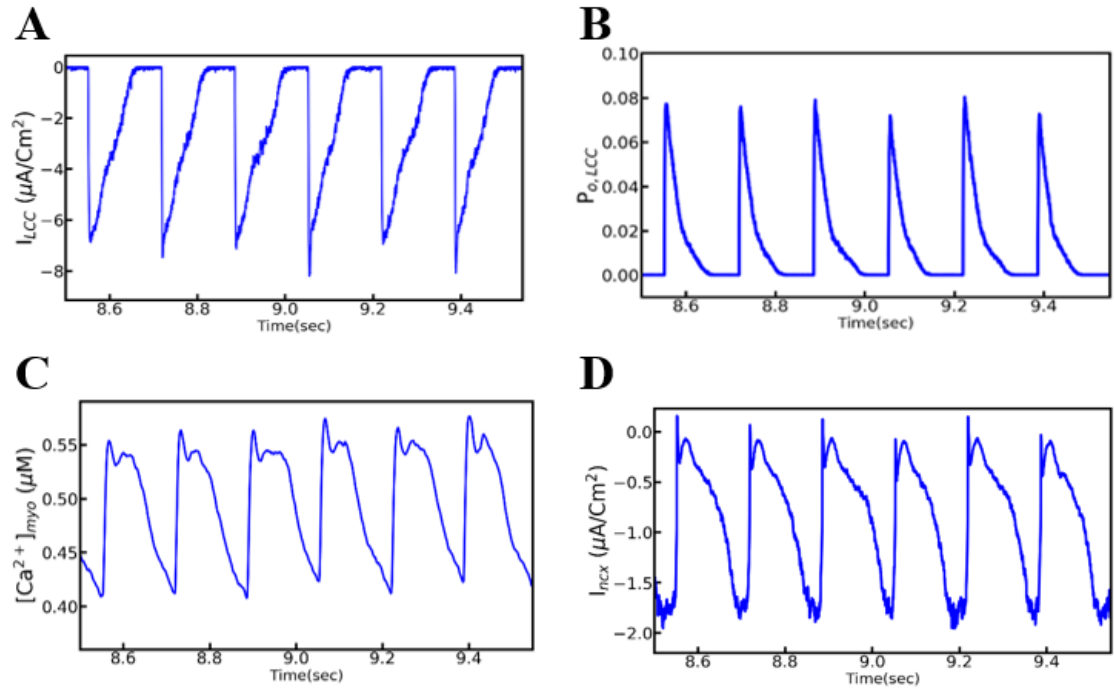 A
B
0
−2
−4
−6
−8
I_LCC (µA/Cm²)
8.6 8.8 9.0 9.2 9.4
Time(sec)
0.10
0.08
0.06
0.04
0.02
0.00
P_o,LCC
8.6 8.8 9.0 9.2 9.4
Time(sec)
C
D
0.55
0.50
0.45
0.40
[Ca²⁺]_myo (µM)
8.6 8.8 9.0 9.2 9.4
Time(sec)
0.0
−0.5
−1.0
−1.5
−2.0
I_ncx (µA/Cm²)
8.6 8.8 9.0 9.2 9.4
Time(sec)